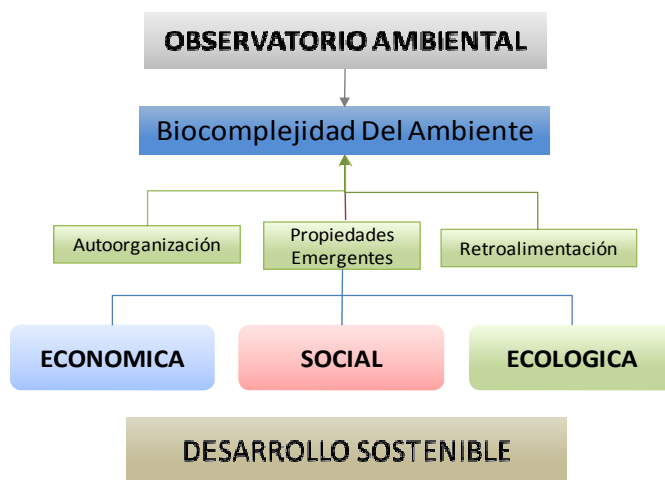 OBSERVATORIO AMBIENTAL
Biocomplejidad Del Ambiente
Autoorganización
Propiedades
Emergentes
Retroalimentación
ECONOMICA
SOCIAL
ECOLOGICA
DESARROLLO SOSTENIBLE